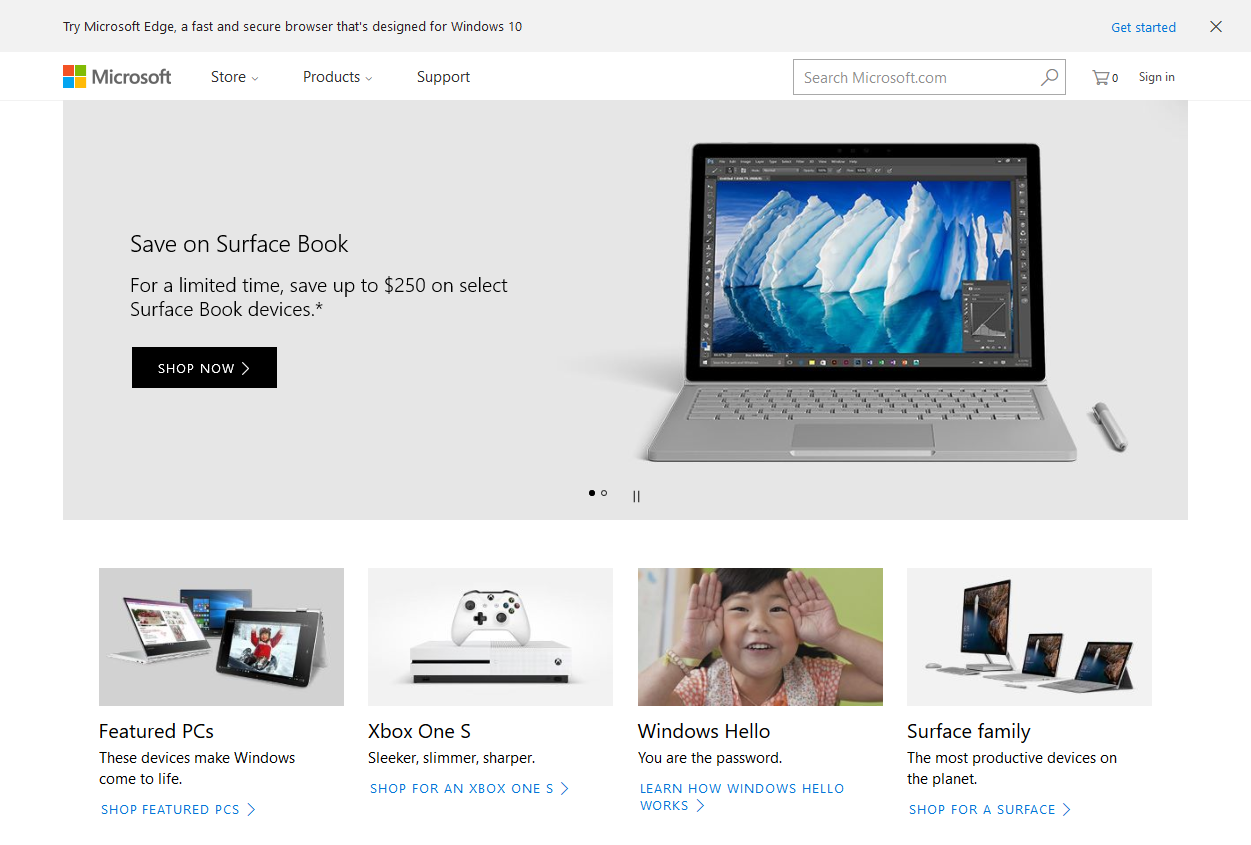 Try Microsoft Edge, a fast and secure browser that's designed for Windows 10
Get started
Microsoft
Store
Products
Support
Search Microsoft.com
0
Sign in
Save on Surface Book
For a limited time, save up to $250 on select
Surface Book devices.*
SHOP NOW
Featured PCs
These devices make Windows
come to life.
SHOP FEATURED PCS
Xbox One S
Sleeker, slimmer, sharper.
SHOP FOR AN XBOX ONE S
Windows Hello
You are the password.
LEARN HOW WINDOWS HELLO
WORKS
Surface family
The most productive devices on
the planet.
SHOP FOR A SURFACE